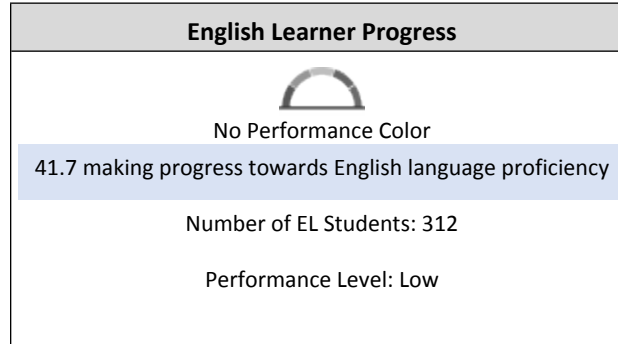 English Learner Progress
No Performance Color
41.7 making progress towards English language proficiency
Number of EL Students: 312
Performance Level: Low